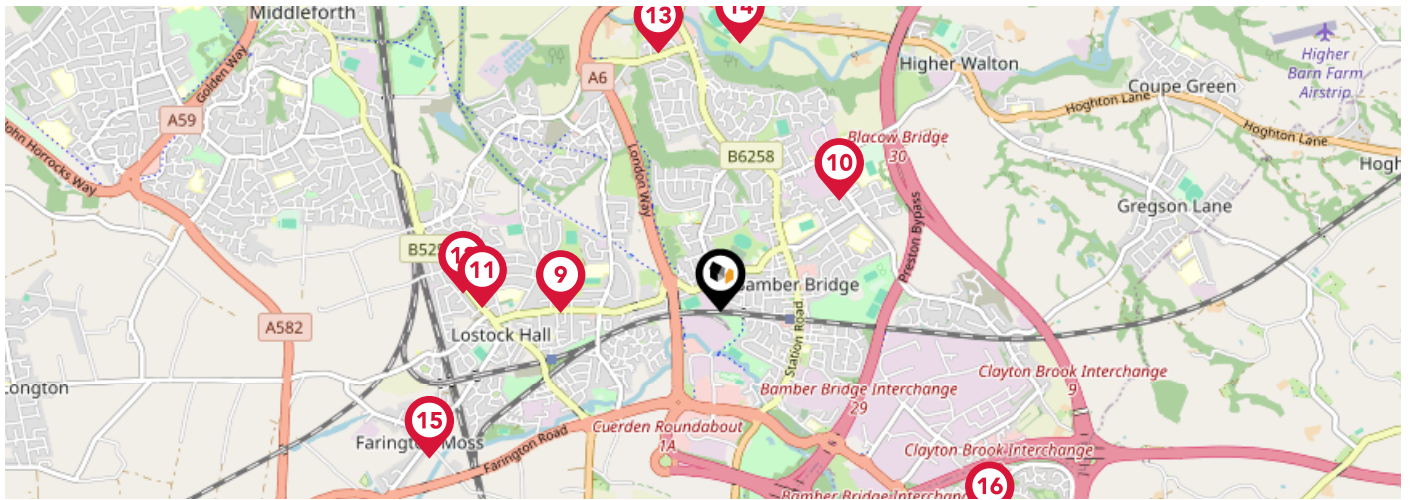 Middleforth
13
14
Golden Way
A6
Higher Walton
Higher
Barn Farm
Airstrip
Coupe Green
Hoghton Lane
A59
Hoghton Lane
John Horrocks Way
London Way
B6258
Blacow Bridge
30
10
Gregson Lane
Preston Bypass
11
9
Bamber Bridge
A582
Lostock Hall
Station Road
Clayton Brook Interchange
9
Bamber Bridge Interchange
29
15
Farington Moss
Farington Road
Cuerden Roundabout
1A
Clayton Brook Interchange
16